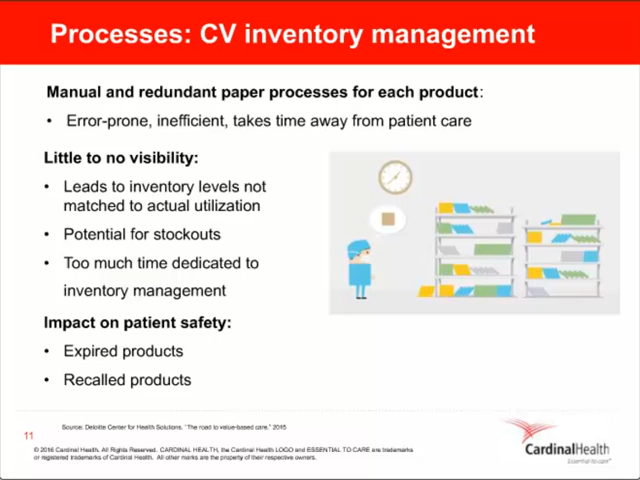 Processes: CV inventory management
Manual and redundant paper processes for each product:
• Error-prone, inefficient, takes time away from patient care
Little to no visibility:
• Leads to inventory levels not
matched to actual utilization
• Potential for stockouts
• Too much time dedicated to
inventory management
Impact on patient safety:
• Expired products
• Recalled products
Source: Deloitte Center for Health Solutions. "The road to value-based care." 2015
11
© 2016 Cardinal Health. All Rights Reserved. CARDINAL HEALTH, the Cardinal Health LOGO and ESSENTIAL TO CARE are trademarks
or registered trademarks of Cardinal Health. All other marks are the property of their respective owners.
CardinalHealth
Essential to care™